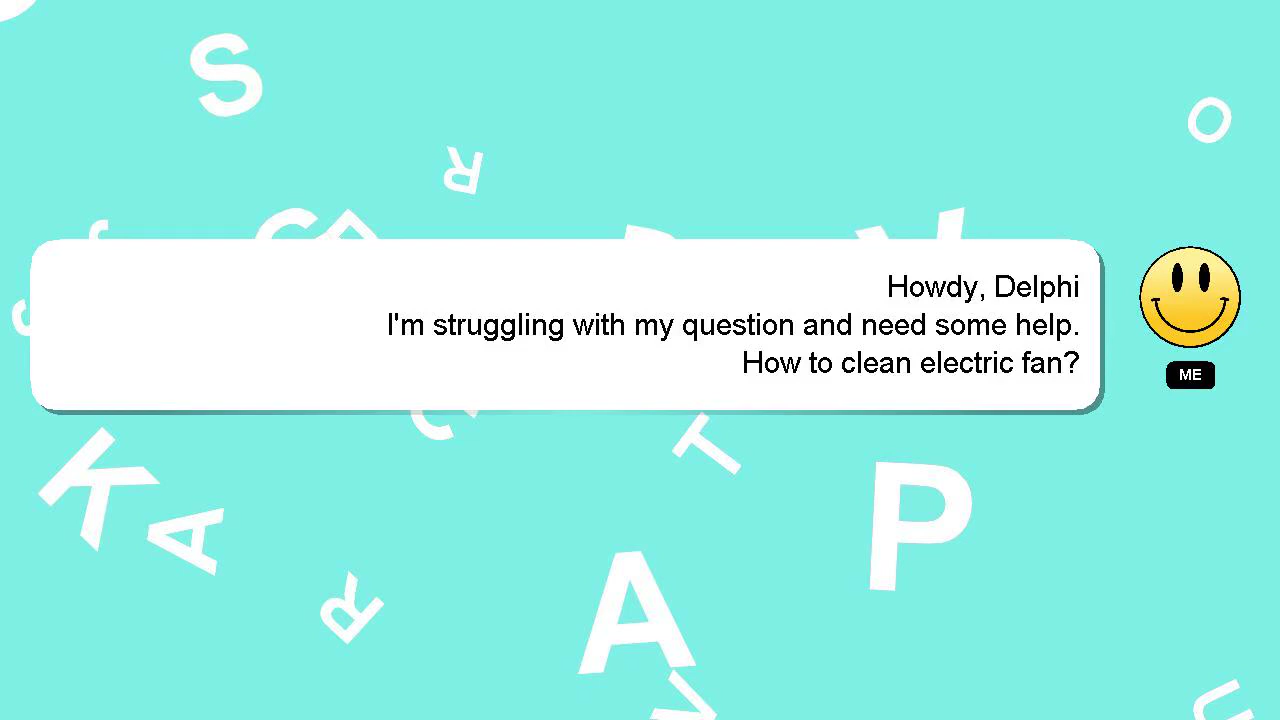 S
O
R
Howdy, Delphi
I'm struggling with my question and need some help.
How to clean electric fan?
ME
K
T
P
A
R
A